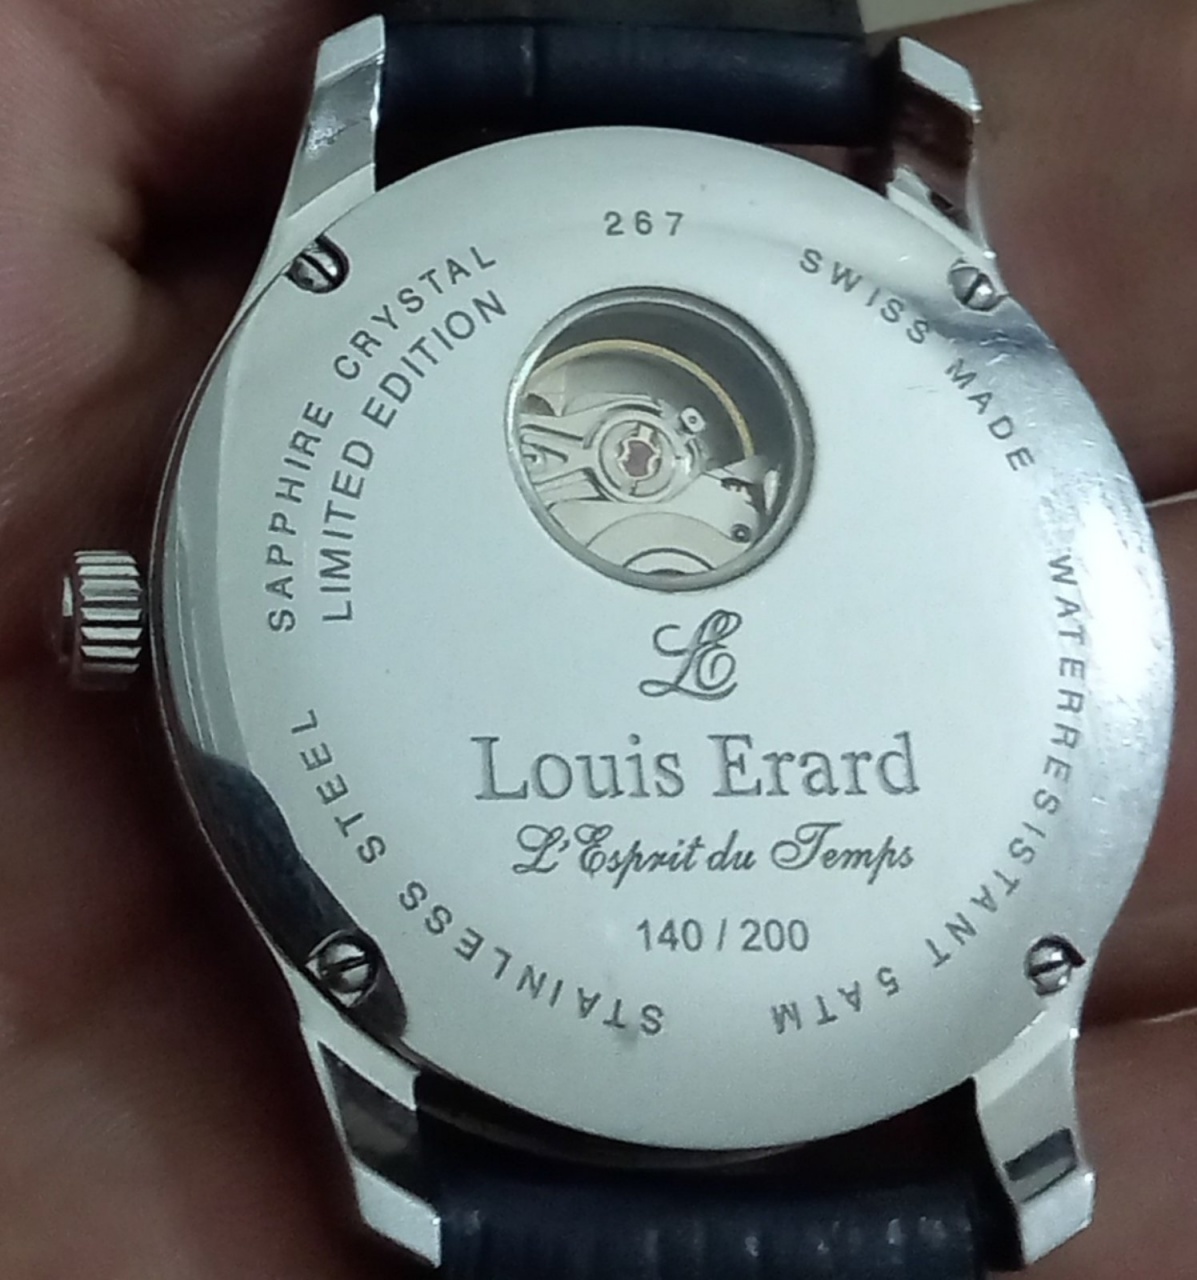 267
SWISS MADE
WATERRESISTANT 5ATM
STAINLESS STEEL
SAPPHIRE CRYSTAL
LIMITED EDITION
LE
Louis Erard
L'Esprit du Temps
140 / 200